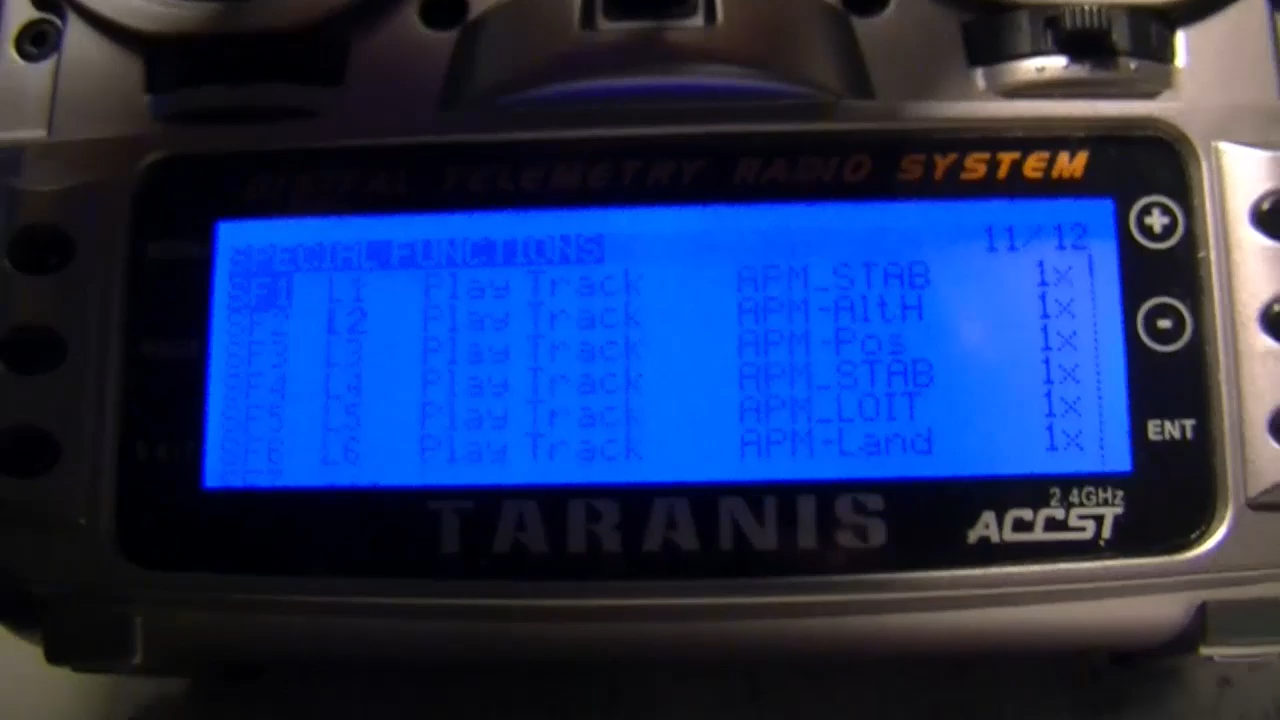 DIGITAL TELEMETRY RADIO SYSTEM
SPECIAL FUNCTIONS 11/12
SF1 L1 Play Track APM_STAB 1x
SF2 L2 Play Track APM-AltH 1x
SF3 L3 Play Track APM-Pos 1x
SF4 L4 Play Track APM_STAB 1x
SF5 L5 Play Track APM_LOIT 1x
SF6 L6 Play Track APM-Land 1x
+
-
ENT
TARANIS
2.4GHz
ACCST